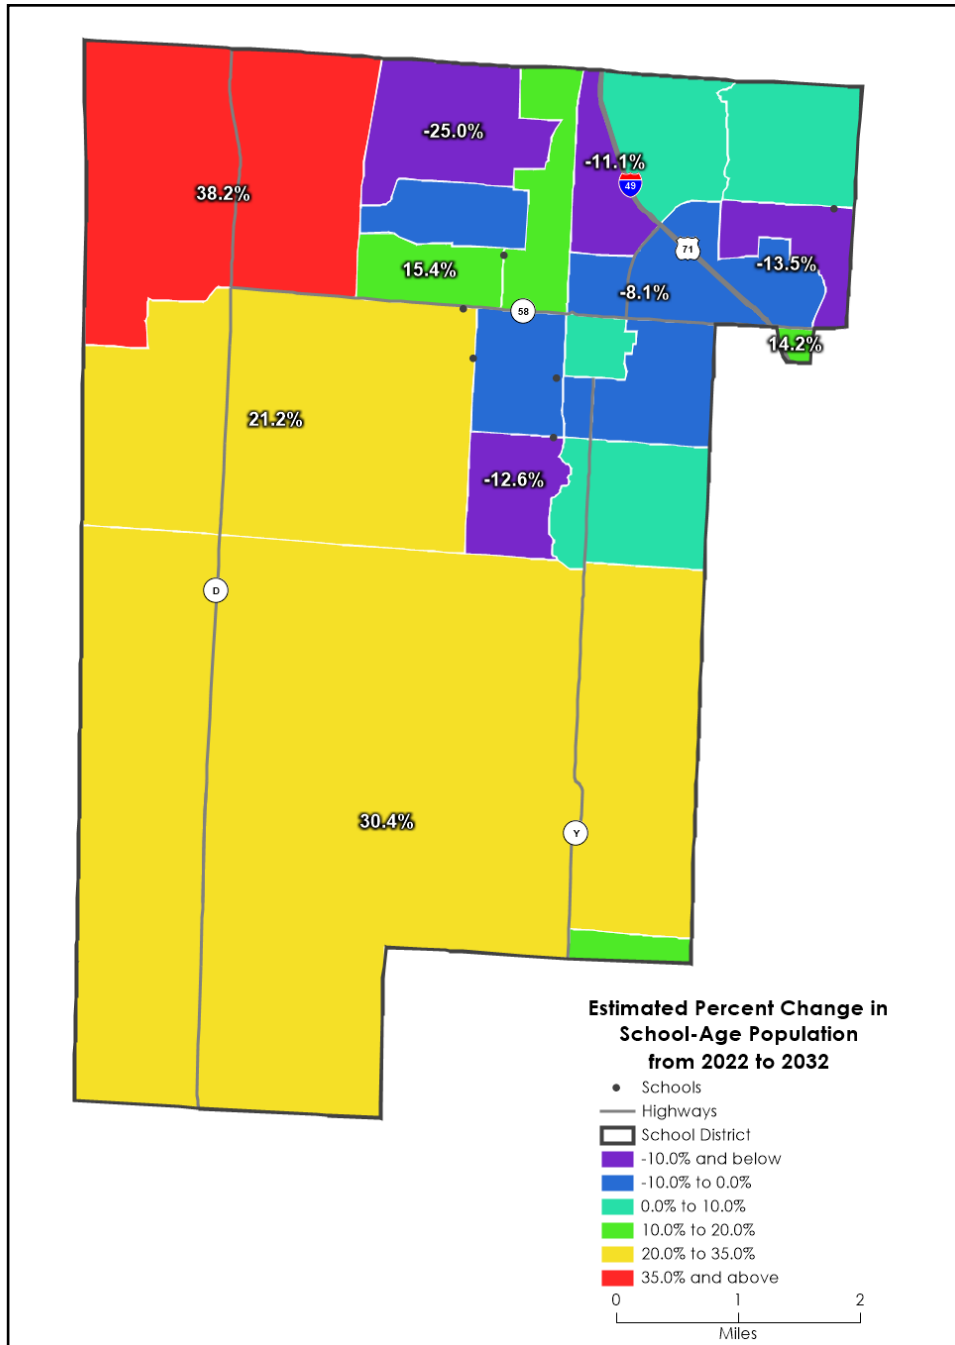 -25.0%
-11.1%
49
38.2%
71
15.4%
-13.5%
-8.1%
58
14.2%
21.2%
-12.6%
D
30.4%
Y
Estimated Percent Change in
School-Age Population
from 2022 to 2032
Schools
Highways
School District
-10.0% and below
-10.0% to 0.0%
0.0% to 10.0%
10.0% to 20.0%
20.0% to 35.0%
35.0% and above
0 1 2
Miles